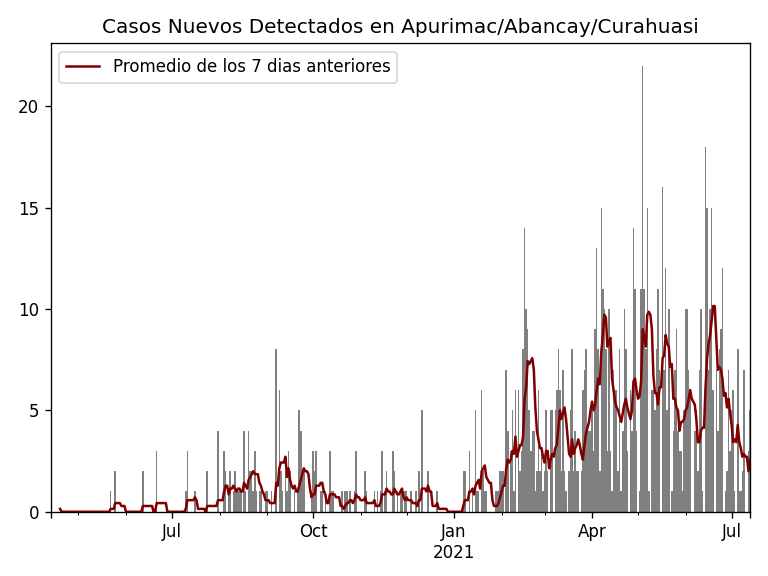 Casos Nuevos Detectados en Apurimac/Abancay/Curahuasi
Promedio de los 7 dias anteriores
20
15
10
5
0
Jul
Oct
Jan
2021
Apr
Jul